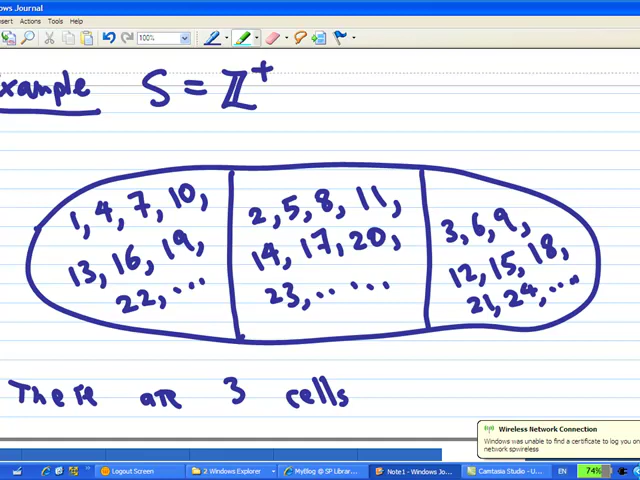 ndows Journal
nsert Actions Tools Help
100%
Example S = ℤ⁺
1, 4, 7, 10,
13, 16, 19,
22, ...
2, 5, 8, 11,
14, 17, 20,
23, ......
3, 6, 9,
12, 15, 18,
21, 24, ....
There are 3 cells
Wireless Network Connection
Windows was unable to find a certificate to log you on
network spwireless
Logout Screen
2 Windows Explorer
MyBlog @ SP Librar...
Note1 - Windows Jo...
Camtasia Studio - U...
EN
74%